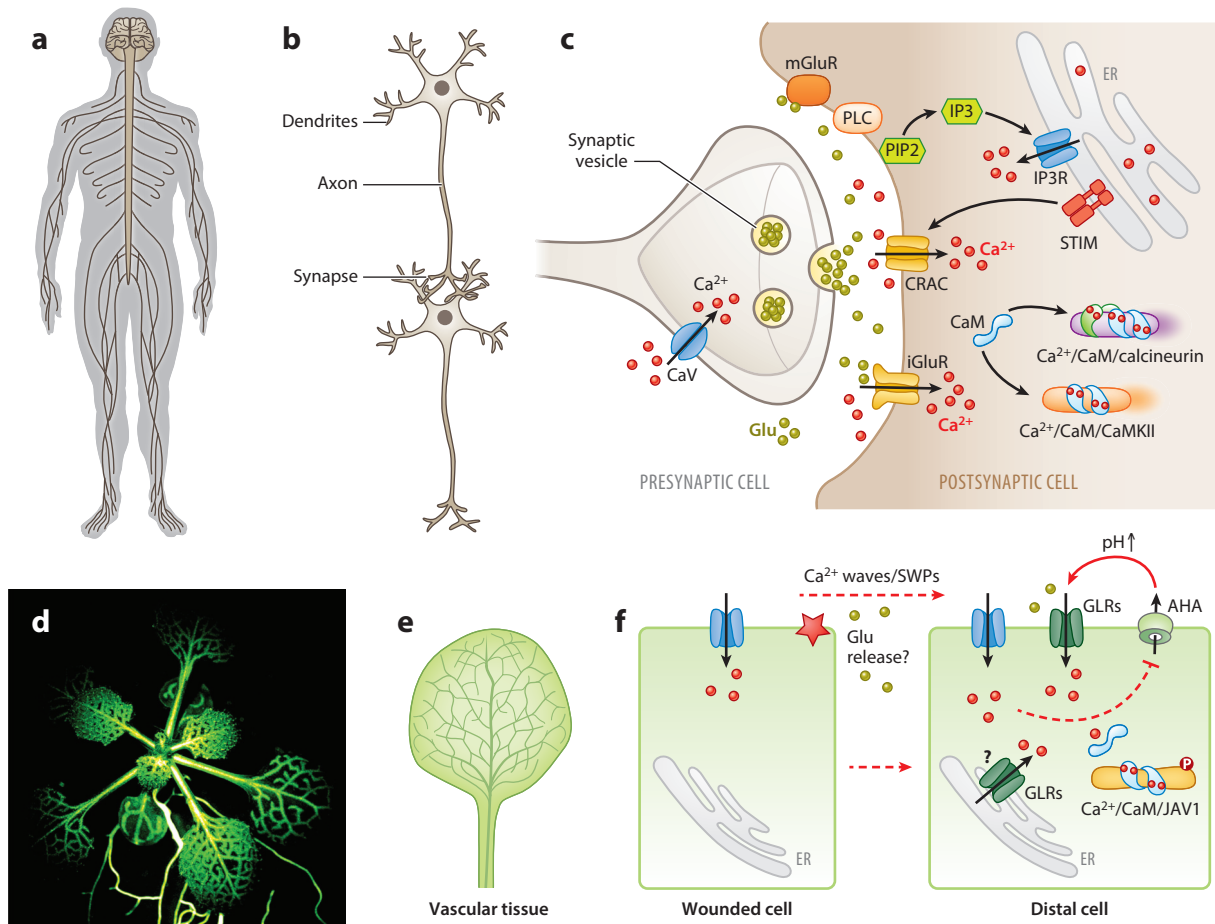 a
b
Dendrites
Axon
Synapse
c
mGluR
PLC
PIP2
IP3
ER
IP3R
STIM
Synaptic
vesicle
Ca²⁺
CRAC
Ca²⁺
CaV
CaM
Ca²⁺/CaM/calcineurin
iGluR
Ca²⁺
Ca²⁺/CaM/CaMKII
Glu
PRESYNAPTIC CELL
POSTSYNAPTIC CELL
d
e
Vascular tissue
f
Ca²⁺ waves/SWPs
Glu
release?
pH↑
GLRs
AHA
?
GLRs
P
Ca²⁺/CaM/JAV1
ER
ER
Wounded cell
Distal cell